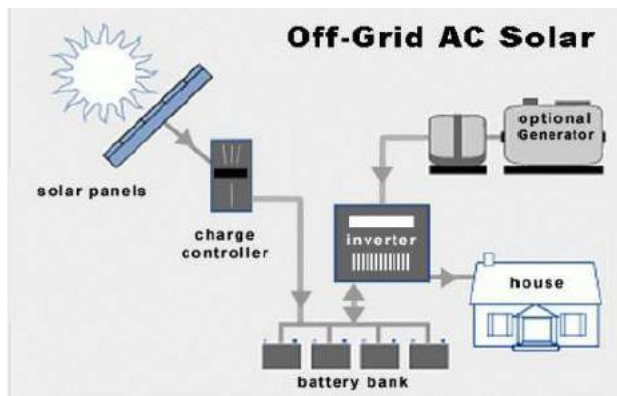 Off-Grid AC Solar
optional
Generator
solar panels
charge
controller
inverter
house
battery bank